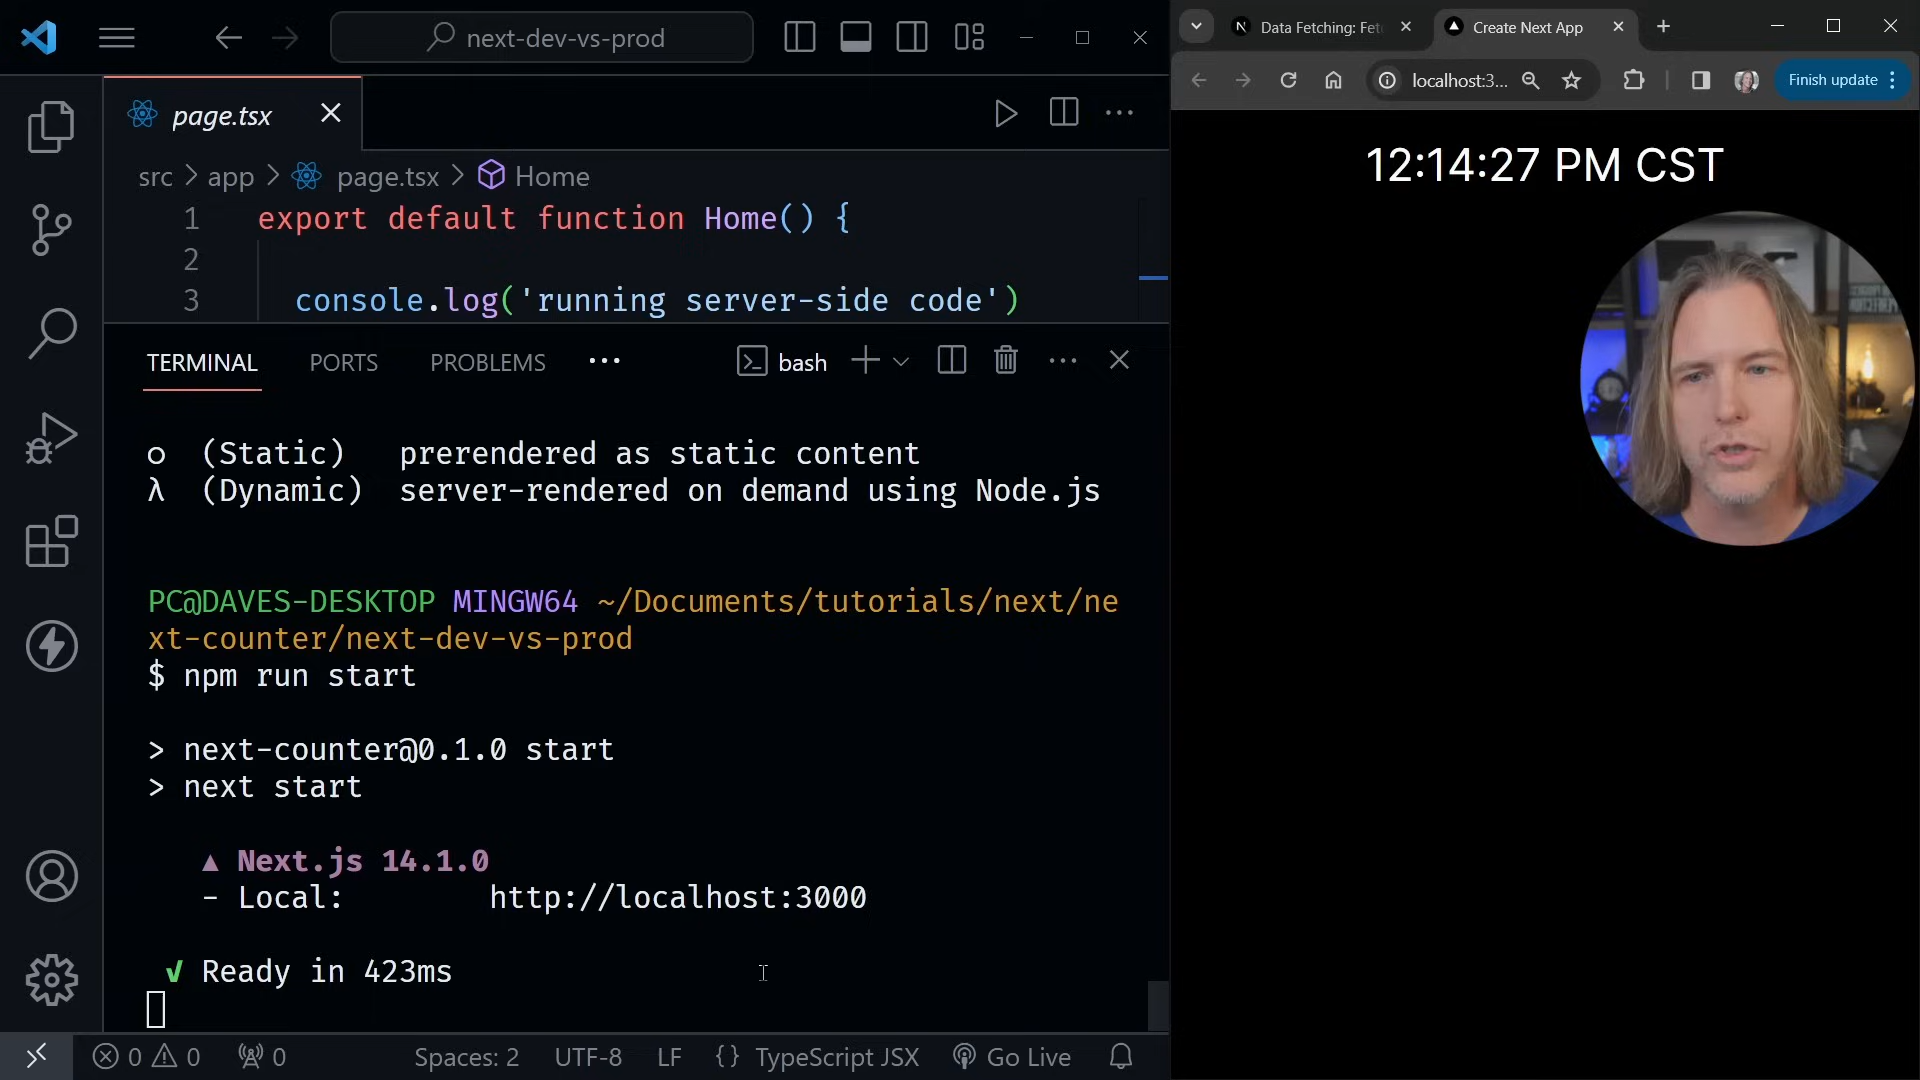 next-dev-vs-prod
page.tsx
src > app > page.tsx > Home
1 export default function Home() {
2
3 console.log('running server-side code')
TERMINAL PORTS PROBLEMS ... bash
o (Static) prerendered as static content
λ (Dynamic) server-rendered on demand using Node.js
PC@DAVES-DESKTOP MINGW64 ~/Documents/tutorials/next/ne
xt-counter/next-dev-vs-prod
$ npm run start
> next-counter@0.1.0 start
> next start
▲ Next.js 14.1.0
- Local: http://localhost:3000
√ Ready in 423ms
0 0 0 Spaces: 2 UTF-8 LF {} TypeScript JSX Go Live
Data Fetching: Fet Create Next App
localhost:3... Finish update
12:14:27 PM CST